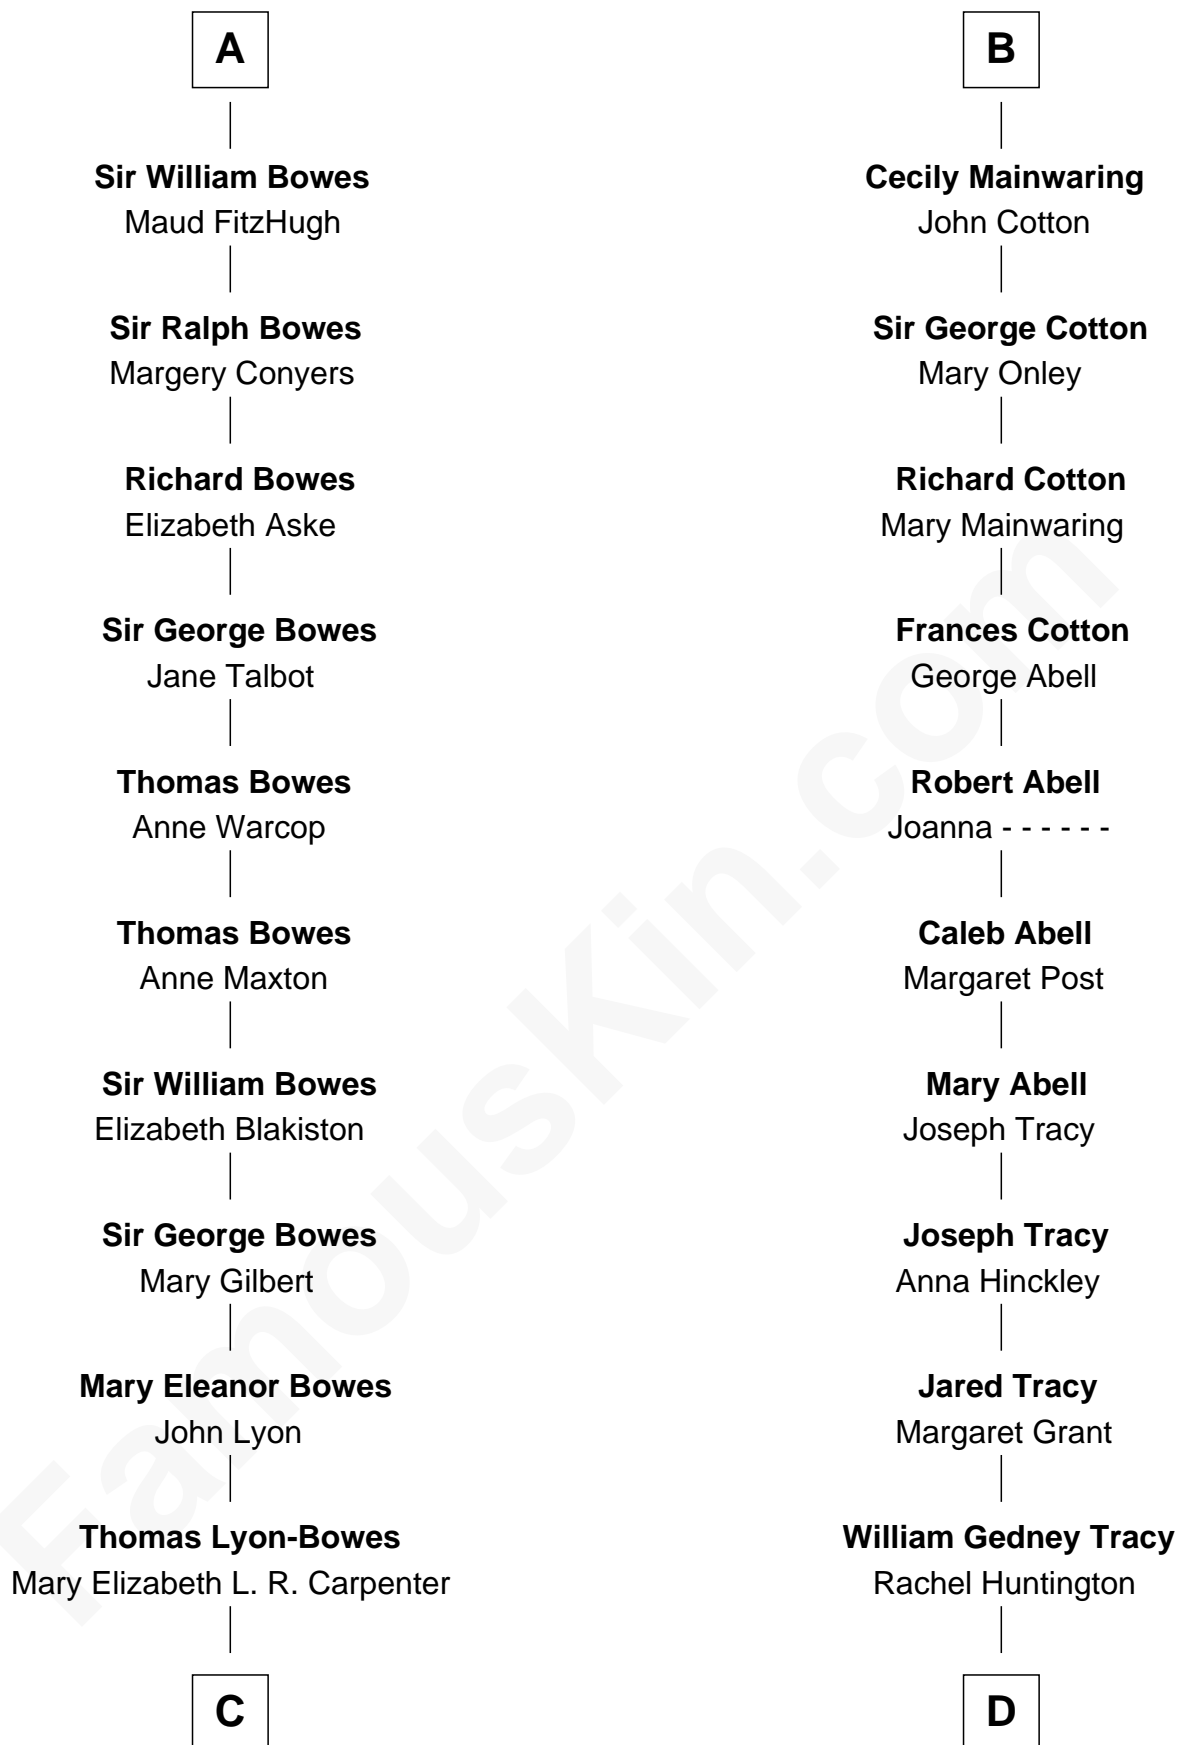 A
Sir William Bowes
Maud FitzHugh
Sir Ralph Bowes
Margery Conyers
Richard Bowes
Elizabeth Aske
Sir George Bowes
Jane Talbot
Thomas Bowes
Anne Warcop
Thomas Bowes
Anne Maxton
Sir William Bowes
Elizabeth Blakiston
Sir George Bowes
Mary Gilbert
Mary Eleanor Bowes
John Lyon
Thomas Lyon-Bowes
Mary Elizabeth L. R. Carpenter
C
B
Cecily Mainwaring
John Cotton
Sir George Cotton
Mary Onley
Richard Cotton
Mary Mainwaring
Frances Cotton
George Abell
Robert Abell
Joanna - - - - - -
Caleb Abell
Margaret Post
Mary Abell
Joseph Tracy
Joseph Tracy
Anna Hinckley
Jared Tracy
Margaret Grant
William Gedney Tracy
Rachel Huntington
D
FamousKin.com